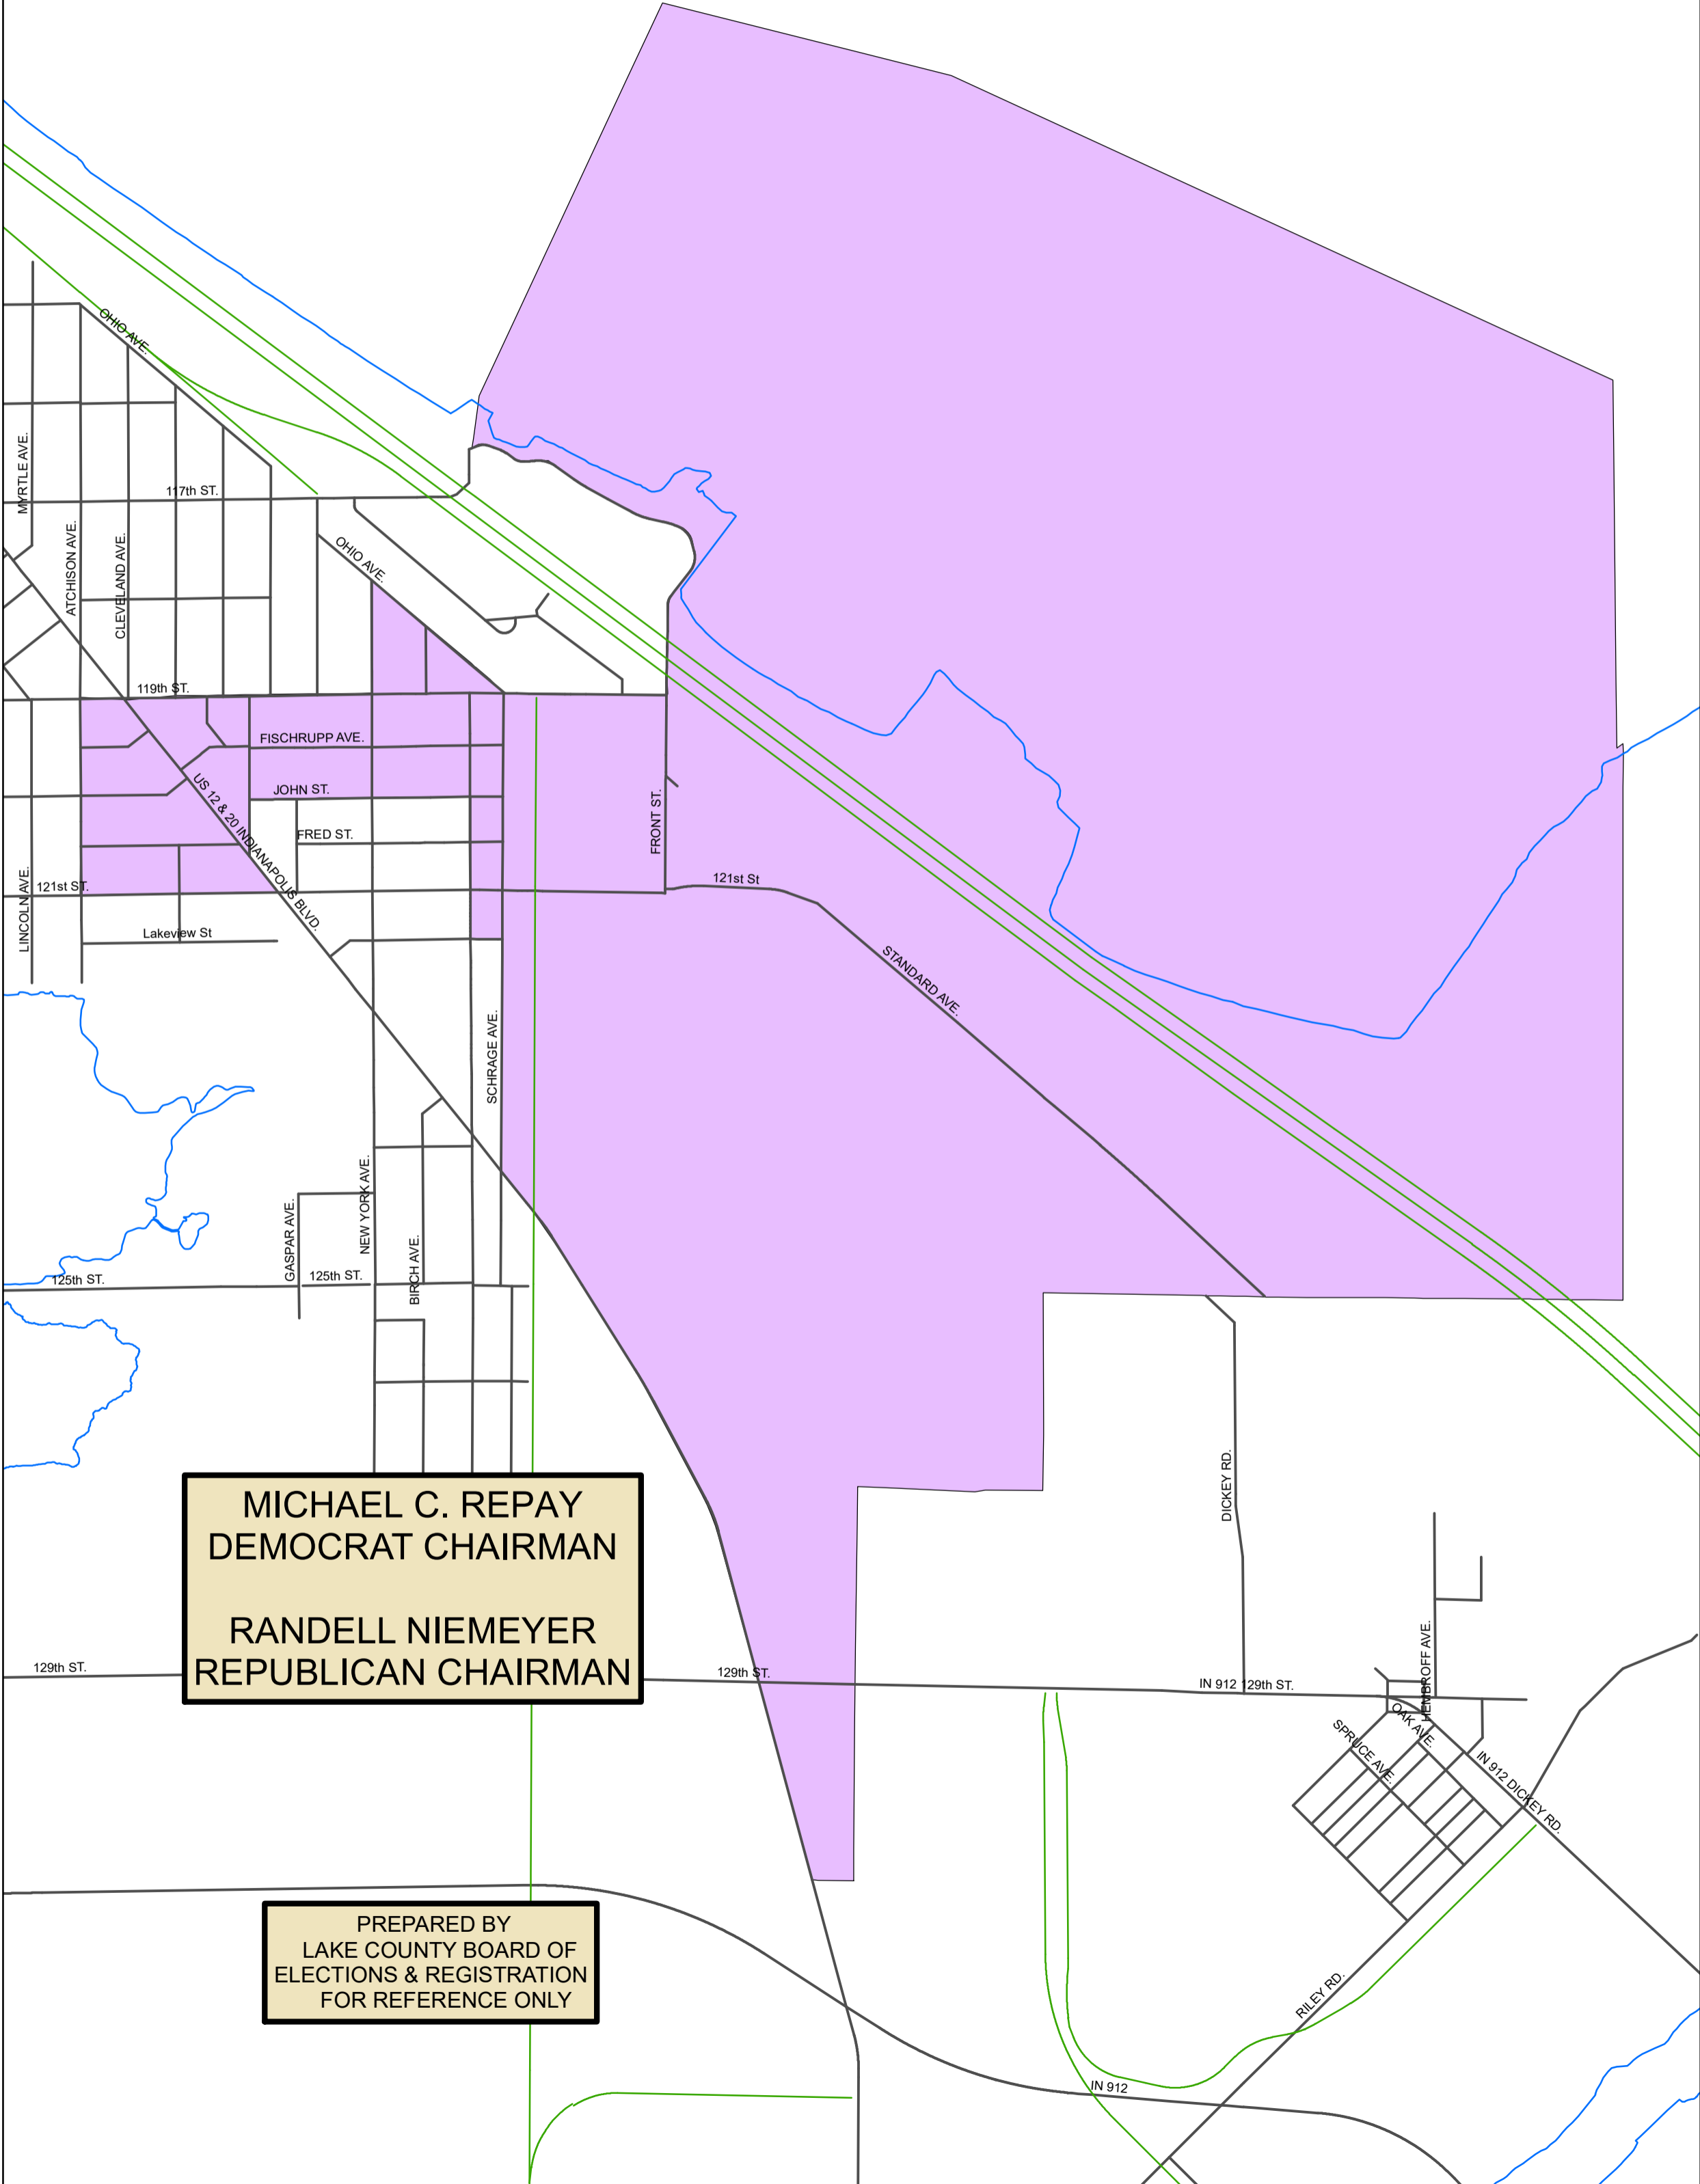 OHIO AVE.
MYRTLE AVE.
117th ST.
ATCHISON AVE.
CLEVELAND AVE.
OHIO AVE.
119th ST.
FISCHRUPP AVE.
US 12 & 20 INDIANAPOLIS BLVD.
JOHN ST.
FRED ST.
FRONT ST.
LINCOLN AVE.
121st ST.
121st St
Lakeview St
STANDARD AVE.
SCHRAGE AVE.
NEW YORK AVE.
GASPAR AVE.
BIRCH AVE.
125th ST.
125th ST.
DICKEY RD.
MICHAEL C. REPAY
DEMOCRAT CHAIRMAN
RANDELL NIEMEYER
REPUBLICAN CHAIRMAN
129th ST.
129th ST.
IN 912 129th ST.
HENBROFF AVE.
OAK AVE.
SPRUCE AVE.
IN 912 DICKEY RD.
PREPARED BY
LAKE COUNTY BOARD OF
ELECTIONS & REGISTRATION
FOR REFERENCE ONLY
RILEY RD.
IN 912